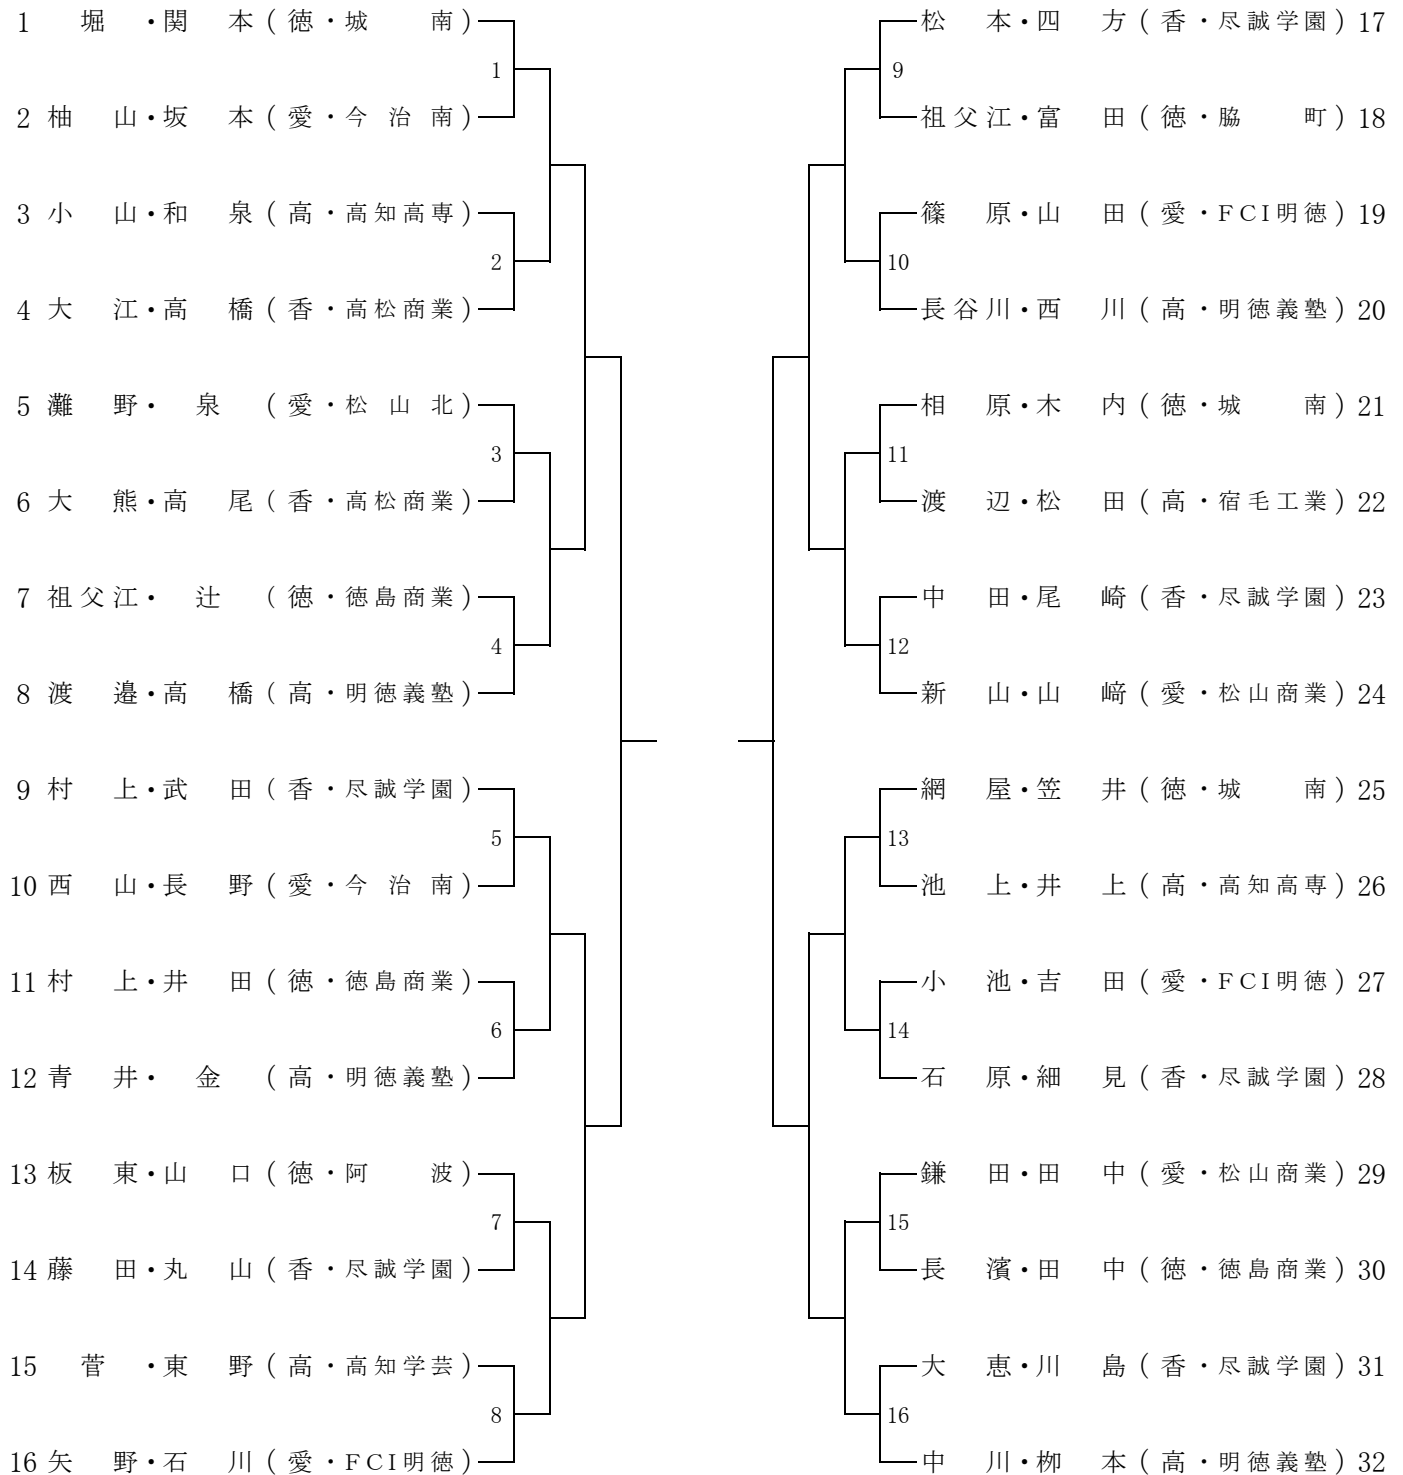 1 堀・関本(徳・城南)
1
2 柚山・坂本(愛・今治南)
3 小山・和泉(高・高知高専)
2
4 大江・高橋(香・高松商業)
5 灘野・泉(愛・松山北)
3
6 大熊・高尾(香・高松商業)
7 祖父江・辻(徳・徳島商業)
4
8 渡邉・高橋(高・明徳義塾)
9 村上・武田(香・尽誠学園)
5
10 西山・長野(愛・今治南)
11 村上・井田(徳・徳島商業)
6
12 青井・金(高・明徳義塾)
13 板東・山口(徳・阿波)
7
14 藤田・丸山(香・尽誠学園)
15 菅・東野(高・高知学芸)
8
16 矢野・石川(愛・FCI明徳)
松本・四方(香・尽誠学園)17
9
祖父江・富田(徳・脇町)18
篠原・山田(愛・FCI明徳)19
10
長谷川・西川(高・明徳義塾)20
相原・木内(徳・城南)21
11
渡辺・松田(高・宿毛工業)22
中田・尾崎(香・尽誠学園)23
12
新山・山﨑(愛・松山商業)24
網屋・笠井(徳・城南)25
13
池上・井上(高・高知高専)26
小池・吉田(愛・FCI明徳)27
14
石原・細見(香・尽誠学園)28
鎌田・田中(愛・松山商業)29
15
長濱・田中(徳・徳島商業)30
大恵・川島(香・尽誠学園)31
16
中川・栁本(高・明徳義塾)32